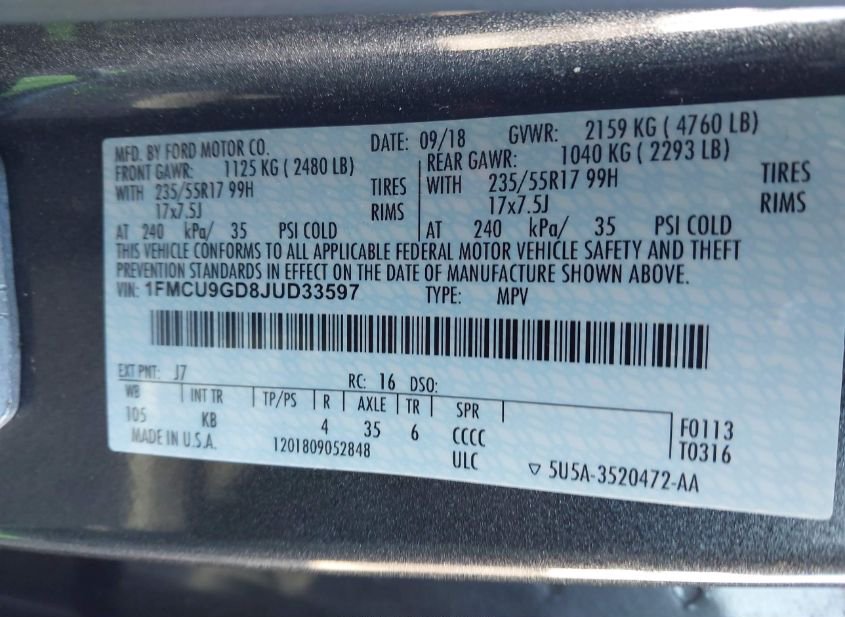 MFD. BY FORD MOTOR CO. DATE: 09/18 GVWR: 2159 KG ( 4760 LB)
FRONT GAWR: 1125 KG ( 2480 LB) REAR GAWR: 1040 KG ( 2293 LB)
WITH 235/55R17 99H TIRES WITH 235/55R17 99H TIRES
17x7.5J RIMS 17x7.5J RIMS
AT 240 kPa/ 35 PSI COLD AT 240 kPa/ 35 PSI COLD
THIS VEHICLE CONFORMS TO ALL APPLICABLE FEDERAL MOTOR VEHICLE SAFETY AND THEFT
PREVENTION STANDARDS IN EFFECT ON THE DATE OF MANUFACTURE SHOWN ABOVE.
VIN: 1FMCU9GD8JUD33597 TYPE: MPV
EXT PNT: J7 RC: 16 DSO:
WB INT TR TP/PS R AXLE TR SPR
105 KB 4 35 6 CCCC F0113
MADE IN U.S.A. 1201809052848 ULC T0316
▽ 5U5A-3520472-AA